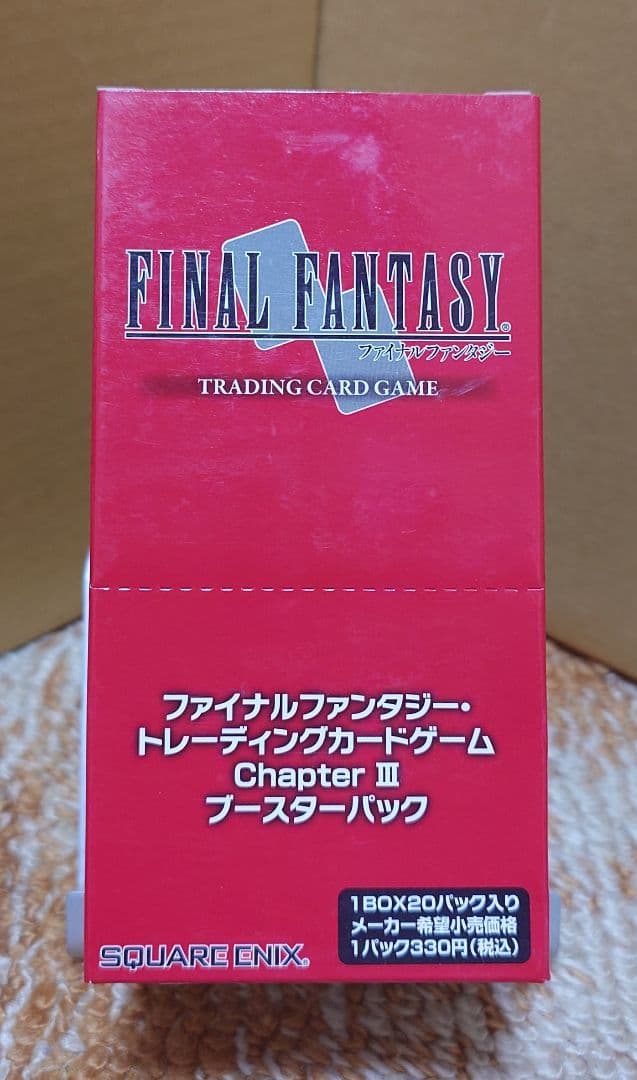 FINAL FANTASY®
ファイナルファンタジー
TRADING CARD GAME
ファイナルファンタジー・
トレーディングカードゲーム
Chapter Ⅲ
ブースターパック
1BOX20パック入り
メーカー希望小売価格
1パック330円(税込)
SQUARE ENIX®